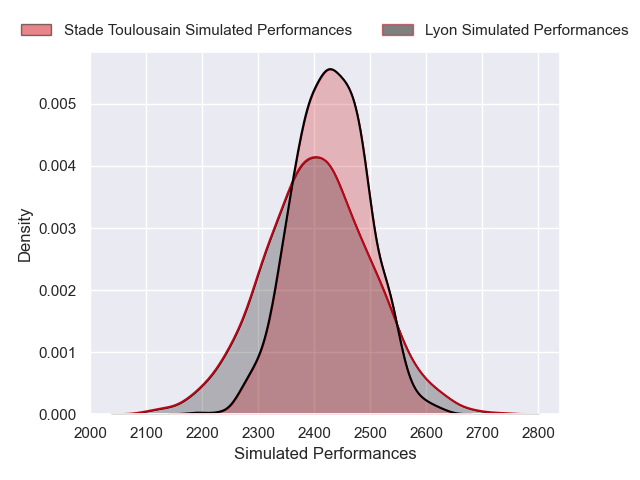 Stade Toulousain Simulated Performances
Lyon Simulated Performances
0.005
0.004
0.003
0.002
0.001
0.000
Density
2000 2100 2200 2300 2400 2500 2600 2700 2800
Simulated Performances